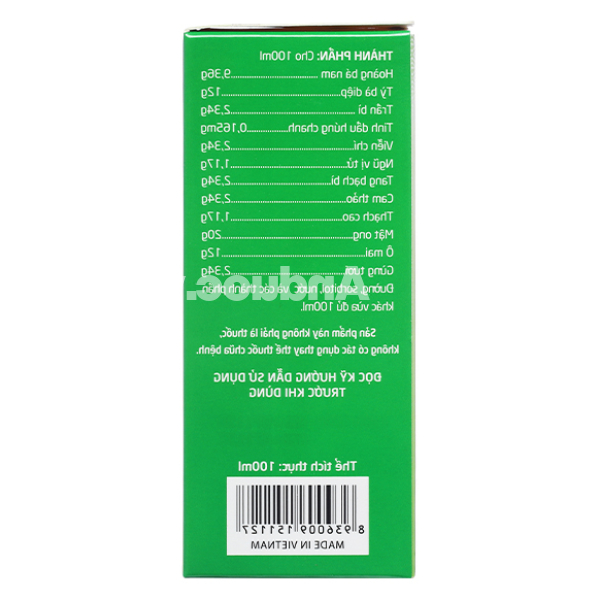 THÀNH PHẦN: Cho 100ml
Hoàng bá nam ........................ 9,36g
Tỳ bà diệp ........................ 12g
Trần bì ........................ 2,34g
Tinh dầu húng chanh ............ 0,165mg
Viễn chí ........................ 2,34g
Ngũ vị tử ........................ 1,17g
Tang bạch bì ........................ 2,34g
Cam thảo ........................ 2,34g
Thạch cao ........................ 1,17g
Mật ong ........................ 20g
Ô mai ........................ 12g
Gừng tươi ........................ 2,34g
Đường, sorbitol, nước, và các thành phần
khác vừa đủ 100ml.
Sản phẩm này không phải là thuốc,
không có tác dụng thay thế thuốc chữa bệnh.
ĐỌC KỸ HƯỚNG DẪN SỬ DỤNG
TRƯỚC KHI DÙNG
Thể tích thực: 100ml
8 936009 151127
MADE IN VIETNAM